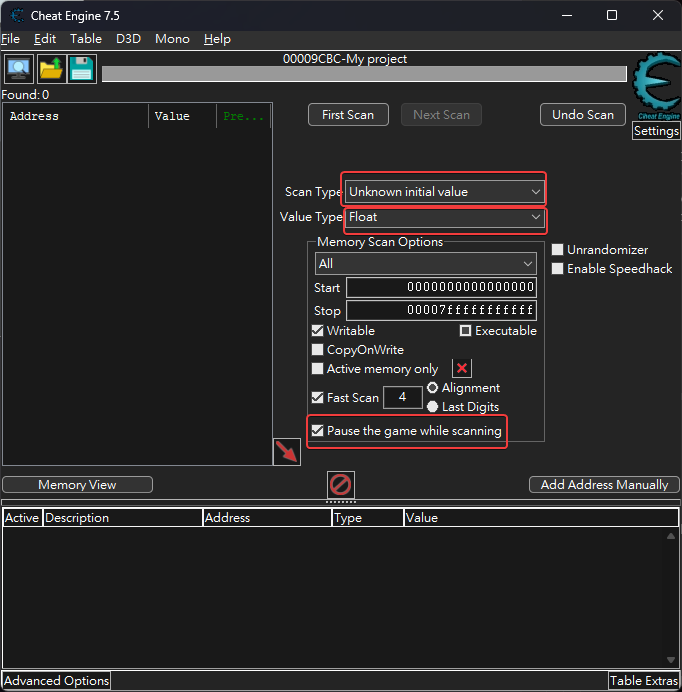 Cheat Engine 7.5
File Edit Table D3D Mono Help
00009CBC-My project
Found: 0
Address Value Pre...
First Scan Next Scan Undo Scan
Cheat Engine
Settings
Scan Type Unknown initial value
Value Type Float
Memory Scan Options
All
Unrandomizer
Enable Speedhack
Start 0000000000000000
Stop 00007fffffffffff
Writable Executable
CopyOnWrite
Active memory only
Fast Scan 4 Alignment
Last Digits
Pause the game while scanning
Memory View Add Address Manually
Active Description Address Type Value
Advanced Options Table Extras